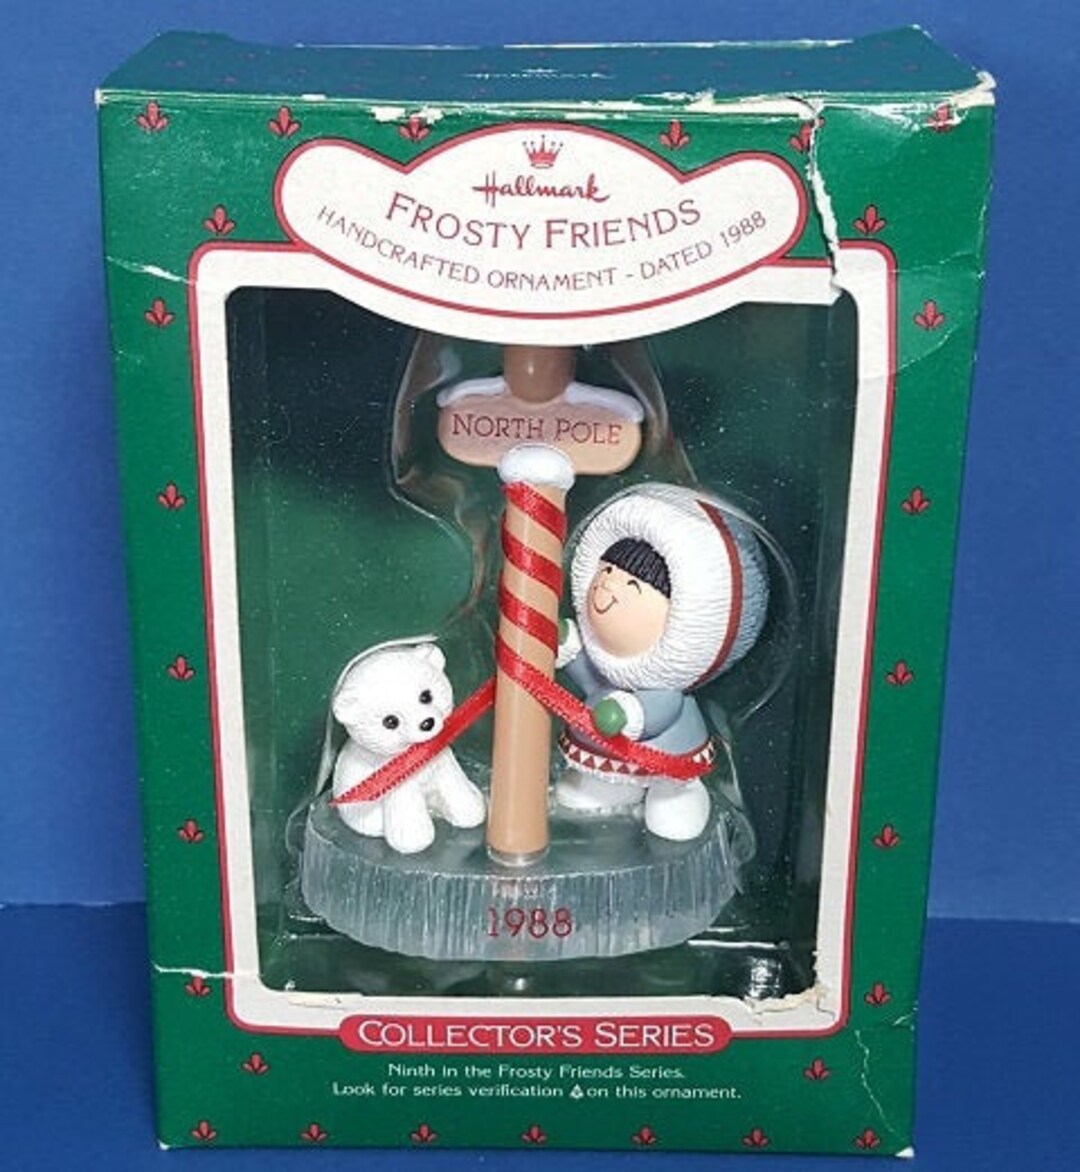 Hallmark
Hallmark
FROSTY FRIENDS
HANDCRAFTED ORNAMENT - DATED 1988
NORTH POLE
1988
COLLECTOR'S SERIES
Ninth in the Frosty Friends Series.
Look for series verification on this ornament.